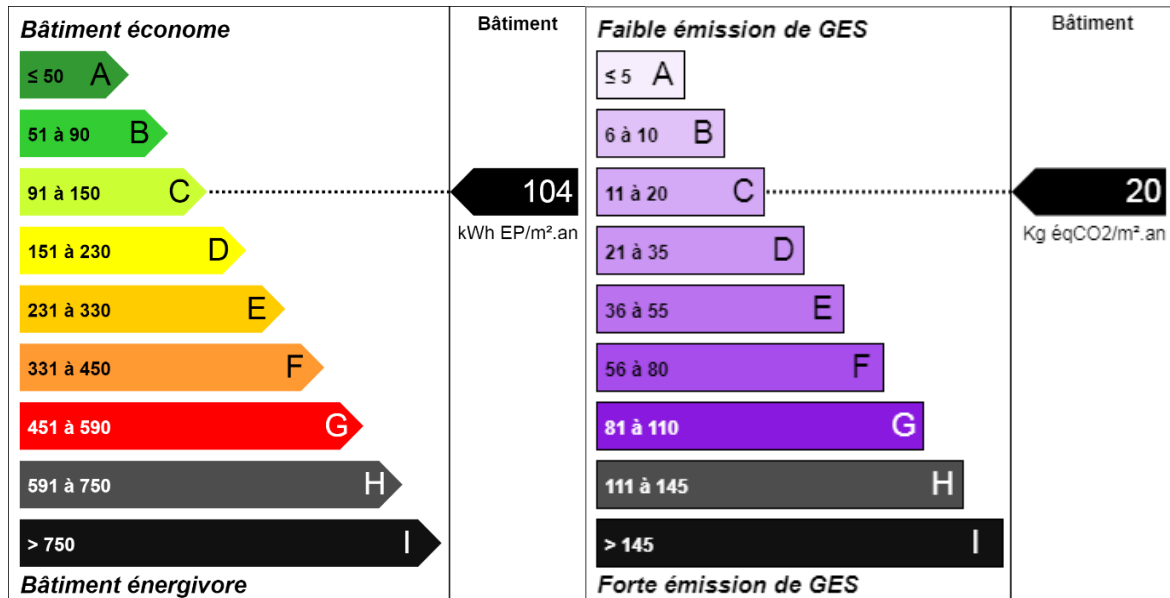 Bâtiment économe
Bâtiment
≤ 50 A
51 à 90 B
91 à 150 C
104
kWh EP/m².an
151 à 230 D
231 à 330 E
331 à 450 F
451 à 590 G
591 à 750 H
> 750 I
Bâtiment énergivore
Faible émission de GES
Bâtiment
≤ 5 A
6 à 10 B
11 à 20 C
20
Kg éqCO2/m².an
21 à 35 D
36 à 55 E
56 à 80 F
81 à 110 G
111 à 145 H
> 145 I
Forte émission de GES